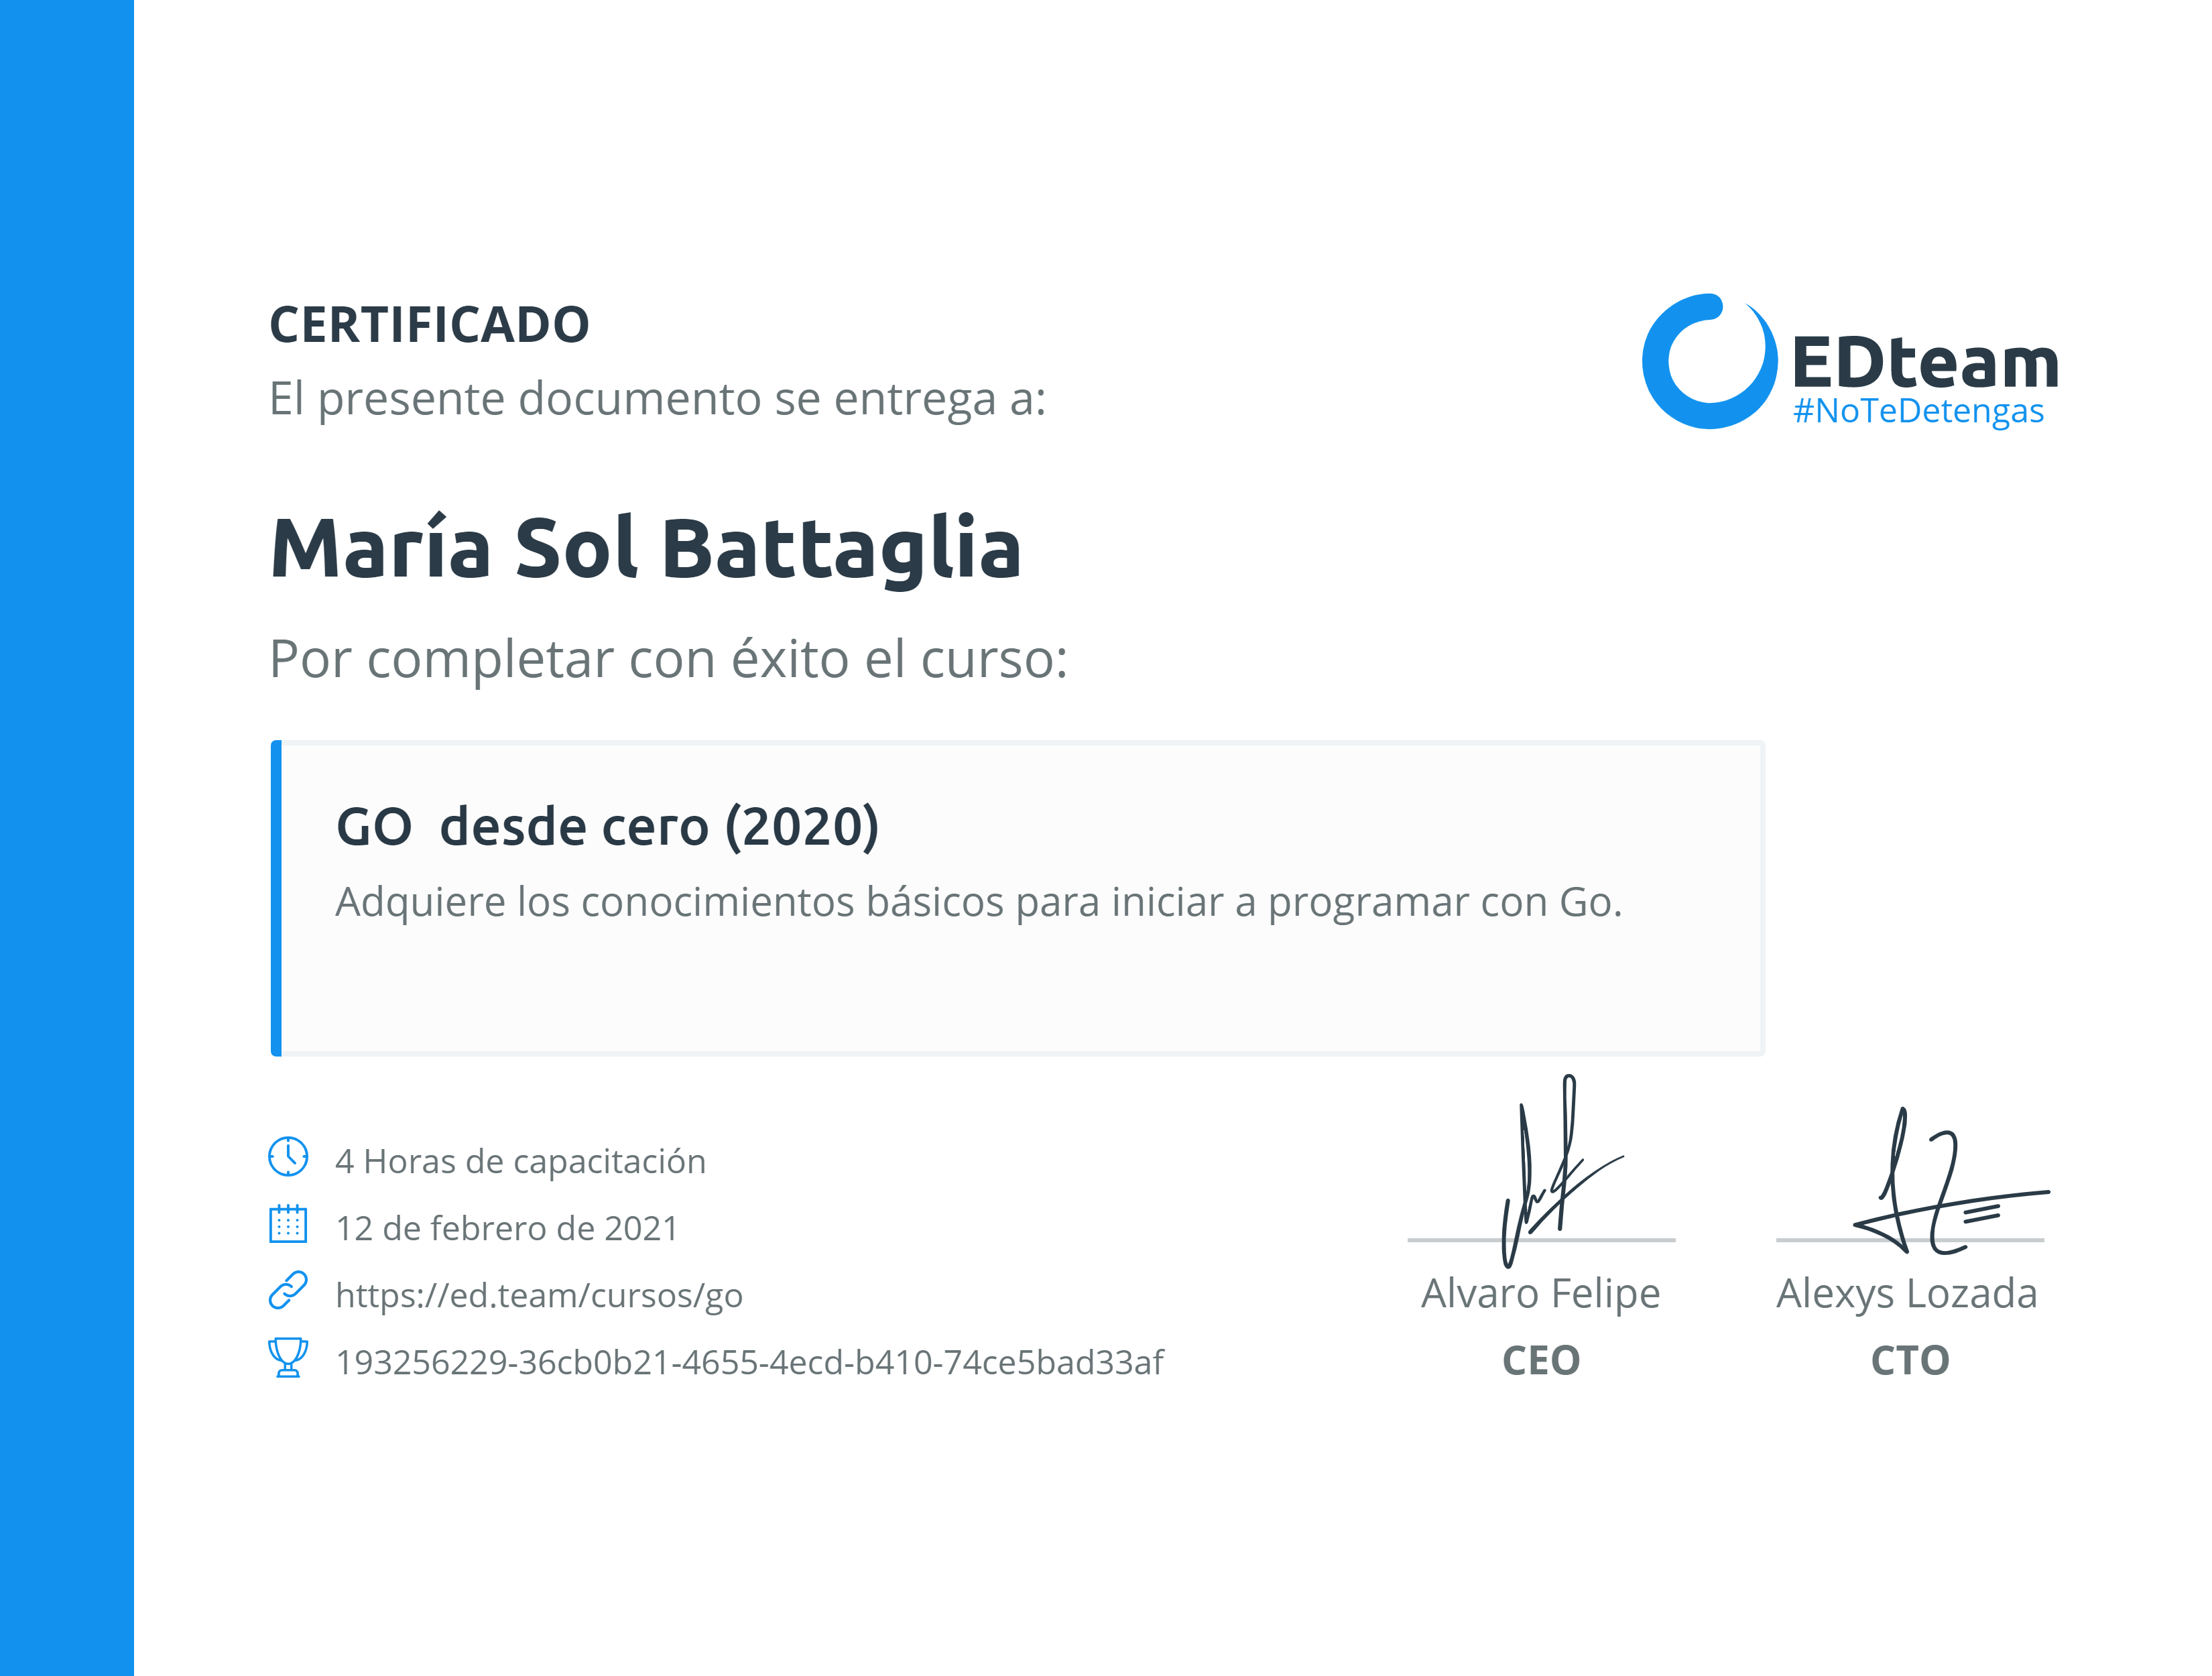 CERTIFICADO
El presente documento se entrega a:
EDteam
#NoTeDetengas
María Sol Battaglia
Por completar con éxito el curso:
GO  desde cero (2020)
Adquiere los conocimientos básicos para iniciar a programar con Go.
4 Horas de capacitación
12 de febrero de 2021
https://ed.team/cursos/go
193256229-36cb0b21-4655-4ecd-b410-74ce5bad33af
Alvaro Felipe
CEO
Alexys Lozada
CTO